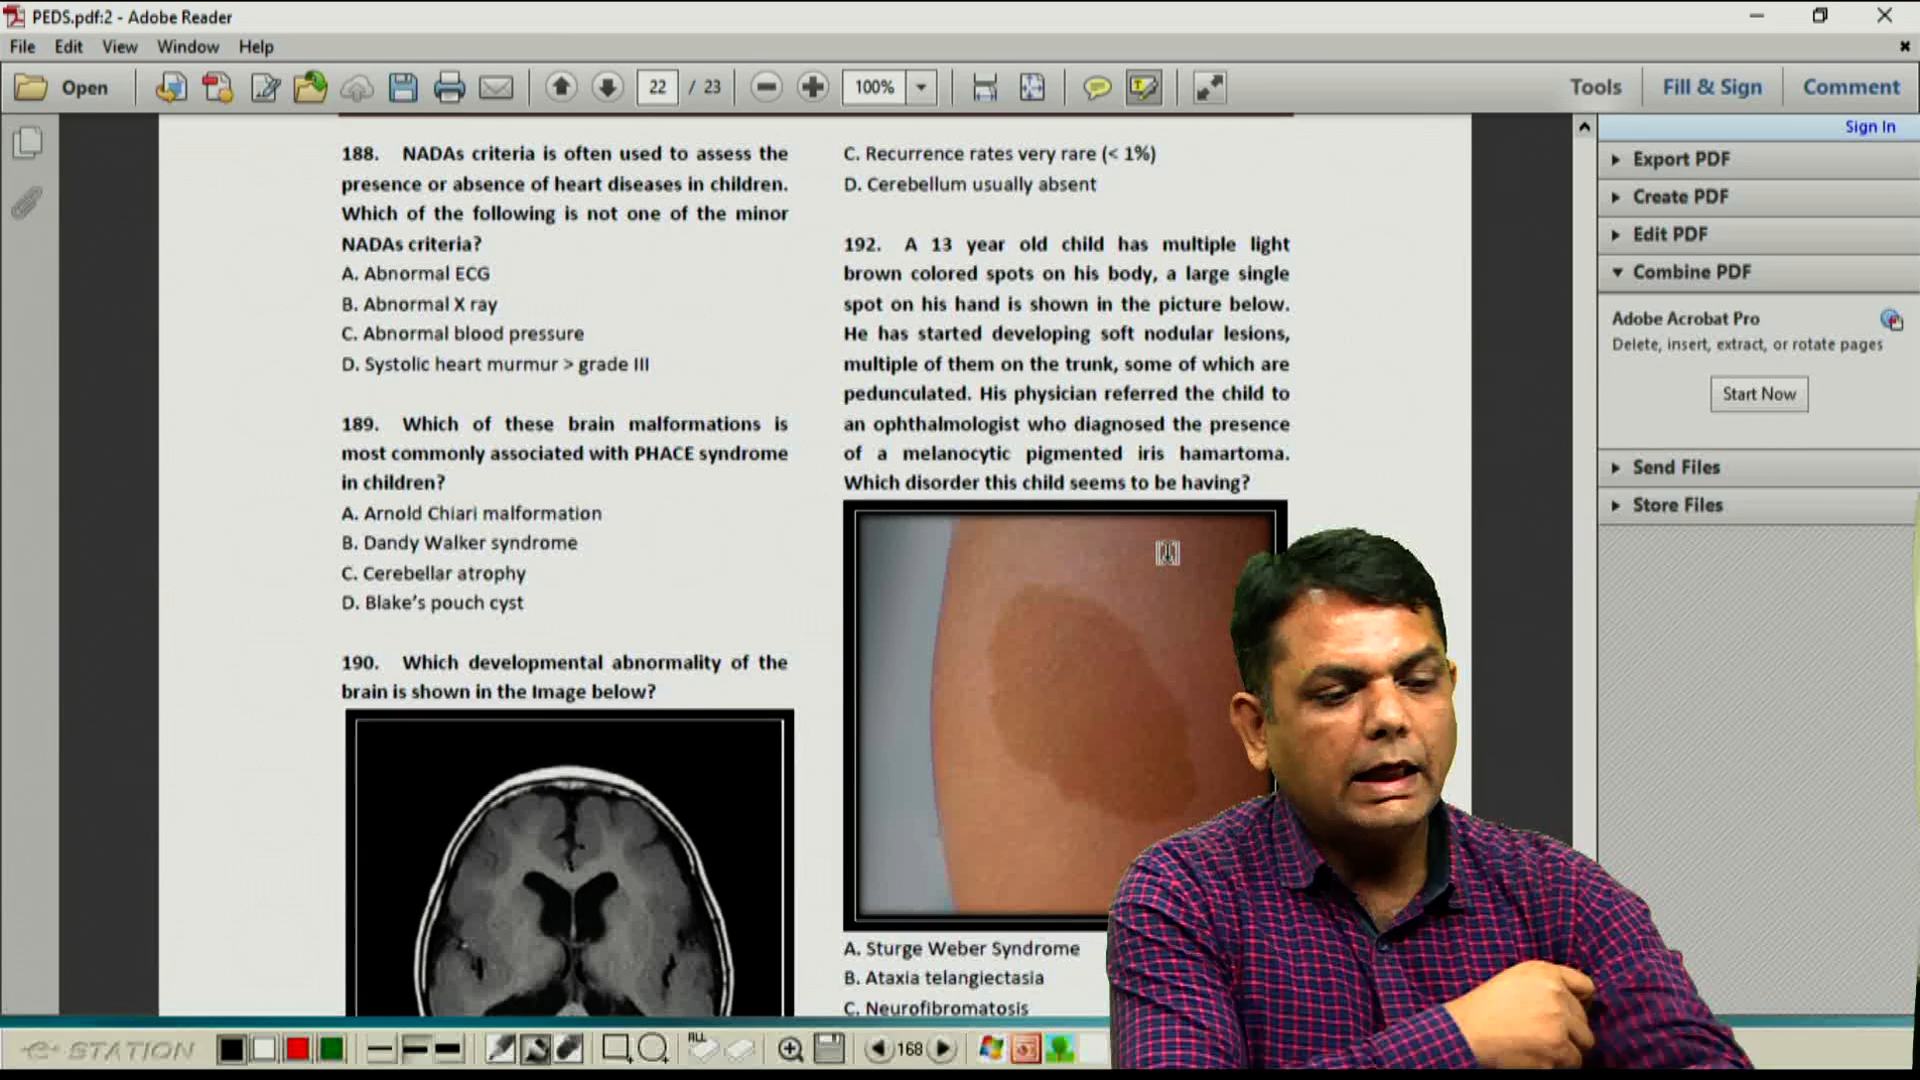 PEDS.pdf:2 - Adobe Reader
File Edit View Window Help
Open 22 / 23 100% Tools Fill & Sign Comment
188. NADAs criteria is often used to assess the
presence or absence of heart diseases in children.
Which of the following is not one of the minor
NADAs criteria?
A. Abnormal ECG
B. Abnormal X ray
C. Abnormal blood pressure
D. Systolic heart murmur > grade III
189. Which of these brain malformations is
most commonly associated with PHACE syndrome
in children?
A. Arnold Chiari malformation
B. Dandy Walker syndrome
C. Cerebellar atrophy
D. Blake's pouch cyst
190. Which developmental abnormality of the
brain is shown in the Image below?
C. Recurrence rates very rare (< 1%)
D. Cerebellum usually absent
192. A 13 year old child has multiple light
brown colored spots on his body, a large single
spot on his hand is shown in the picture below.
He has started developing soft nodular lesions,
multiple of them on the trunk, some of which are
pedunculated. His physician referred the child to
an ophthalmologist who diagnosed the presence
of a melanocytic pigmented iris hamartoma.
Which disorder this child seems to be having?
A. Sturge Weber Syndrome
B. Ataxia telangiectasia
C. Neurofibromatosis
Sign In
Export PDF
Create PDF
Edit PDF
Combine PDF
Adobe Acrobat Pro
Delete, insert, extract, or rotate pages
Start Now
Send Files
Store Files
e-STATION
ALL
168